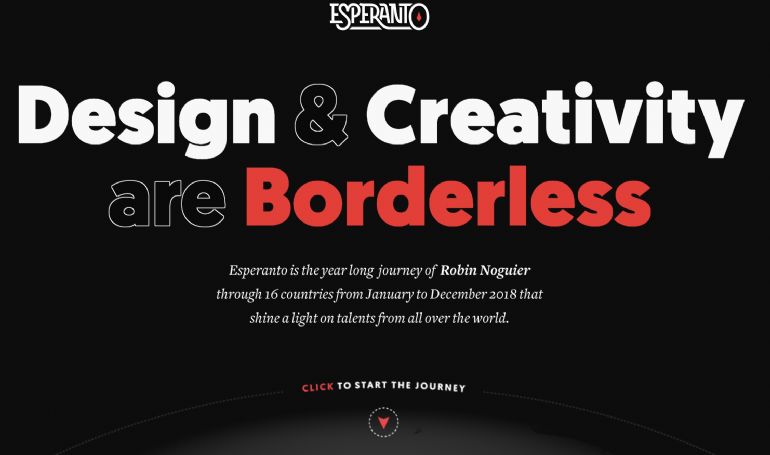 ESPERANTO
Design & Creativity
are Borderless
Esperanto is the year long journey of Robin Noguier
through 16 countries from January to December 2018 that
shine a light on talents from all over the world.
CLICK TO START THE JOURNEY